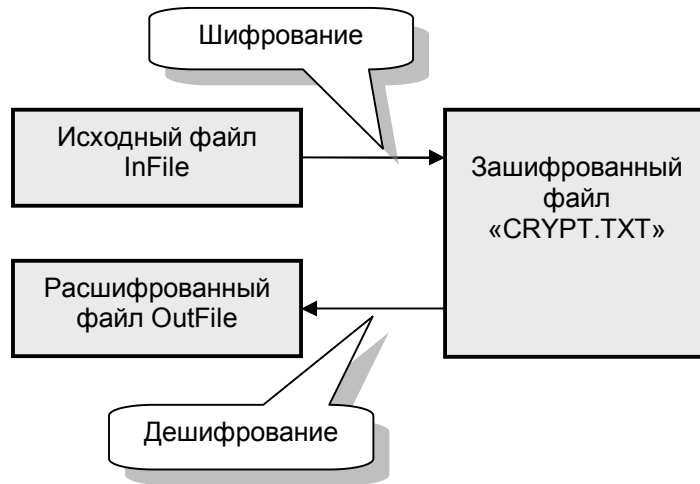 Шифрование
Исходный файл
InFile
Зашифрованный
файл
«CRYPT.TXT»
Расшифрованный
файл OutFile
Дешифрование